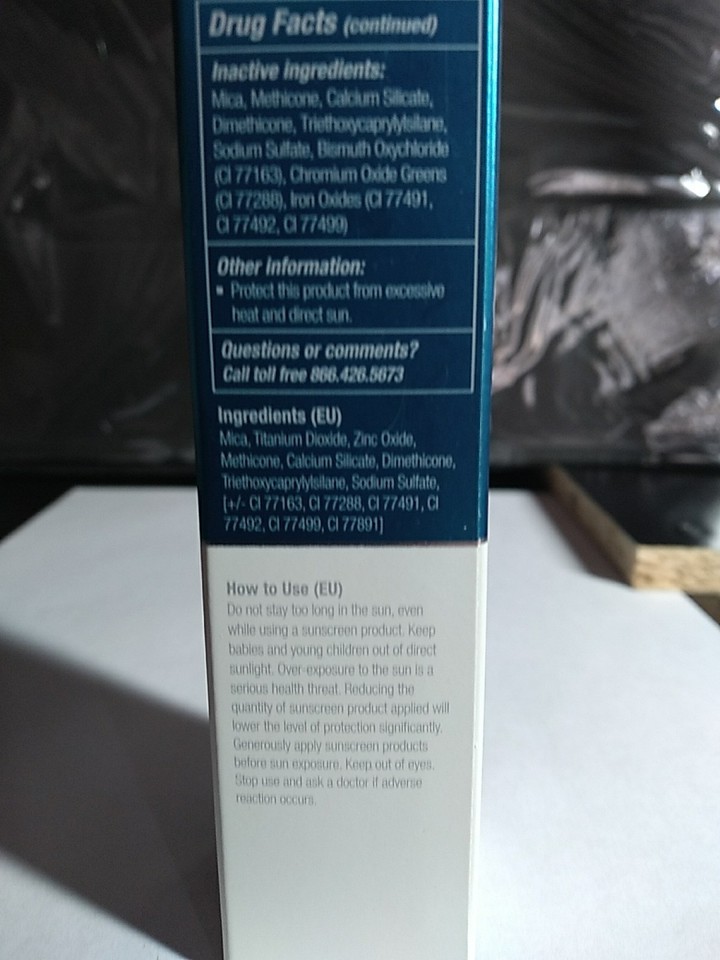 Drug Facts (continued)
Inactive ingredients:
Mica, Methicone, Calcium Silicate,
Dimethicone, Triethoxycaprylylsilane,
Sodium Sulfate, Bismuth Oxychloride
(CI 77163), Chromium Oxide Greens
(CI 77288), Iron Oxides (CI 77491,
CI 77492, CI 77499)
Other information:
▪ Protect this product from excessive
heat and direct sun.
Questions or comments?
Call toll free 866.426.5673
Ingredients (EU)
Mica, Titanium Dioxide, Zinc Oxide,
Methicone, Calcium Silicate, Dimethicone,
Triethoxycaprylylsilane, Sodium Sulfate,
[+/- CI 77163, CI 77288, CI 77491, CI
77492, CI 77499, CI 77891]
How to Use (EU)
Do not stay too long in the sun, even
while using a sunscreen product. Keep
babies and young children out of direct
sunlight. Over-exposure to the sun is a
serious health threat. Reducing the
quantity of sunscreen product applied will
lower the level of protection significantly.
Generously apply sunscreen products
before sun exposure. Keep out of eyes.
Stop use and ask a doctor if adverse
reaction occurs.